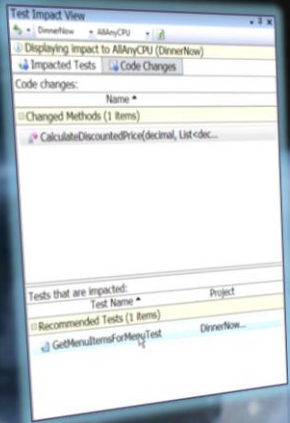 Test Impact View
DinnerNow AllAnyCPU
Displaying impact to AllAnyCPU (DinnerNow)
Impacted Tests Code Changes
Code changes:
Name
Changed Methods (1 items)
CalculateDiscountedPrice(decimal, List<dec...
Tests that are impacted:
Test Name Project
Recommended Tests (1 items)
GetMenuItemsForMenuTest DinnerNow...